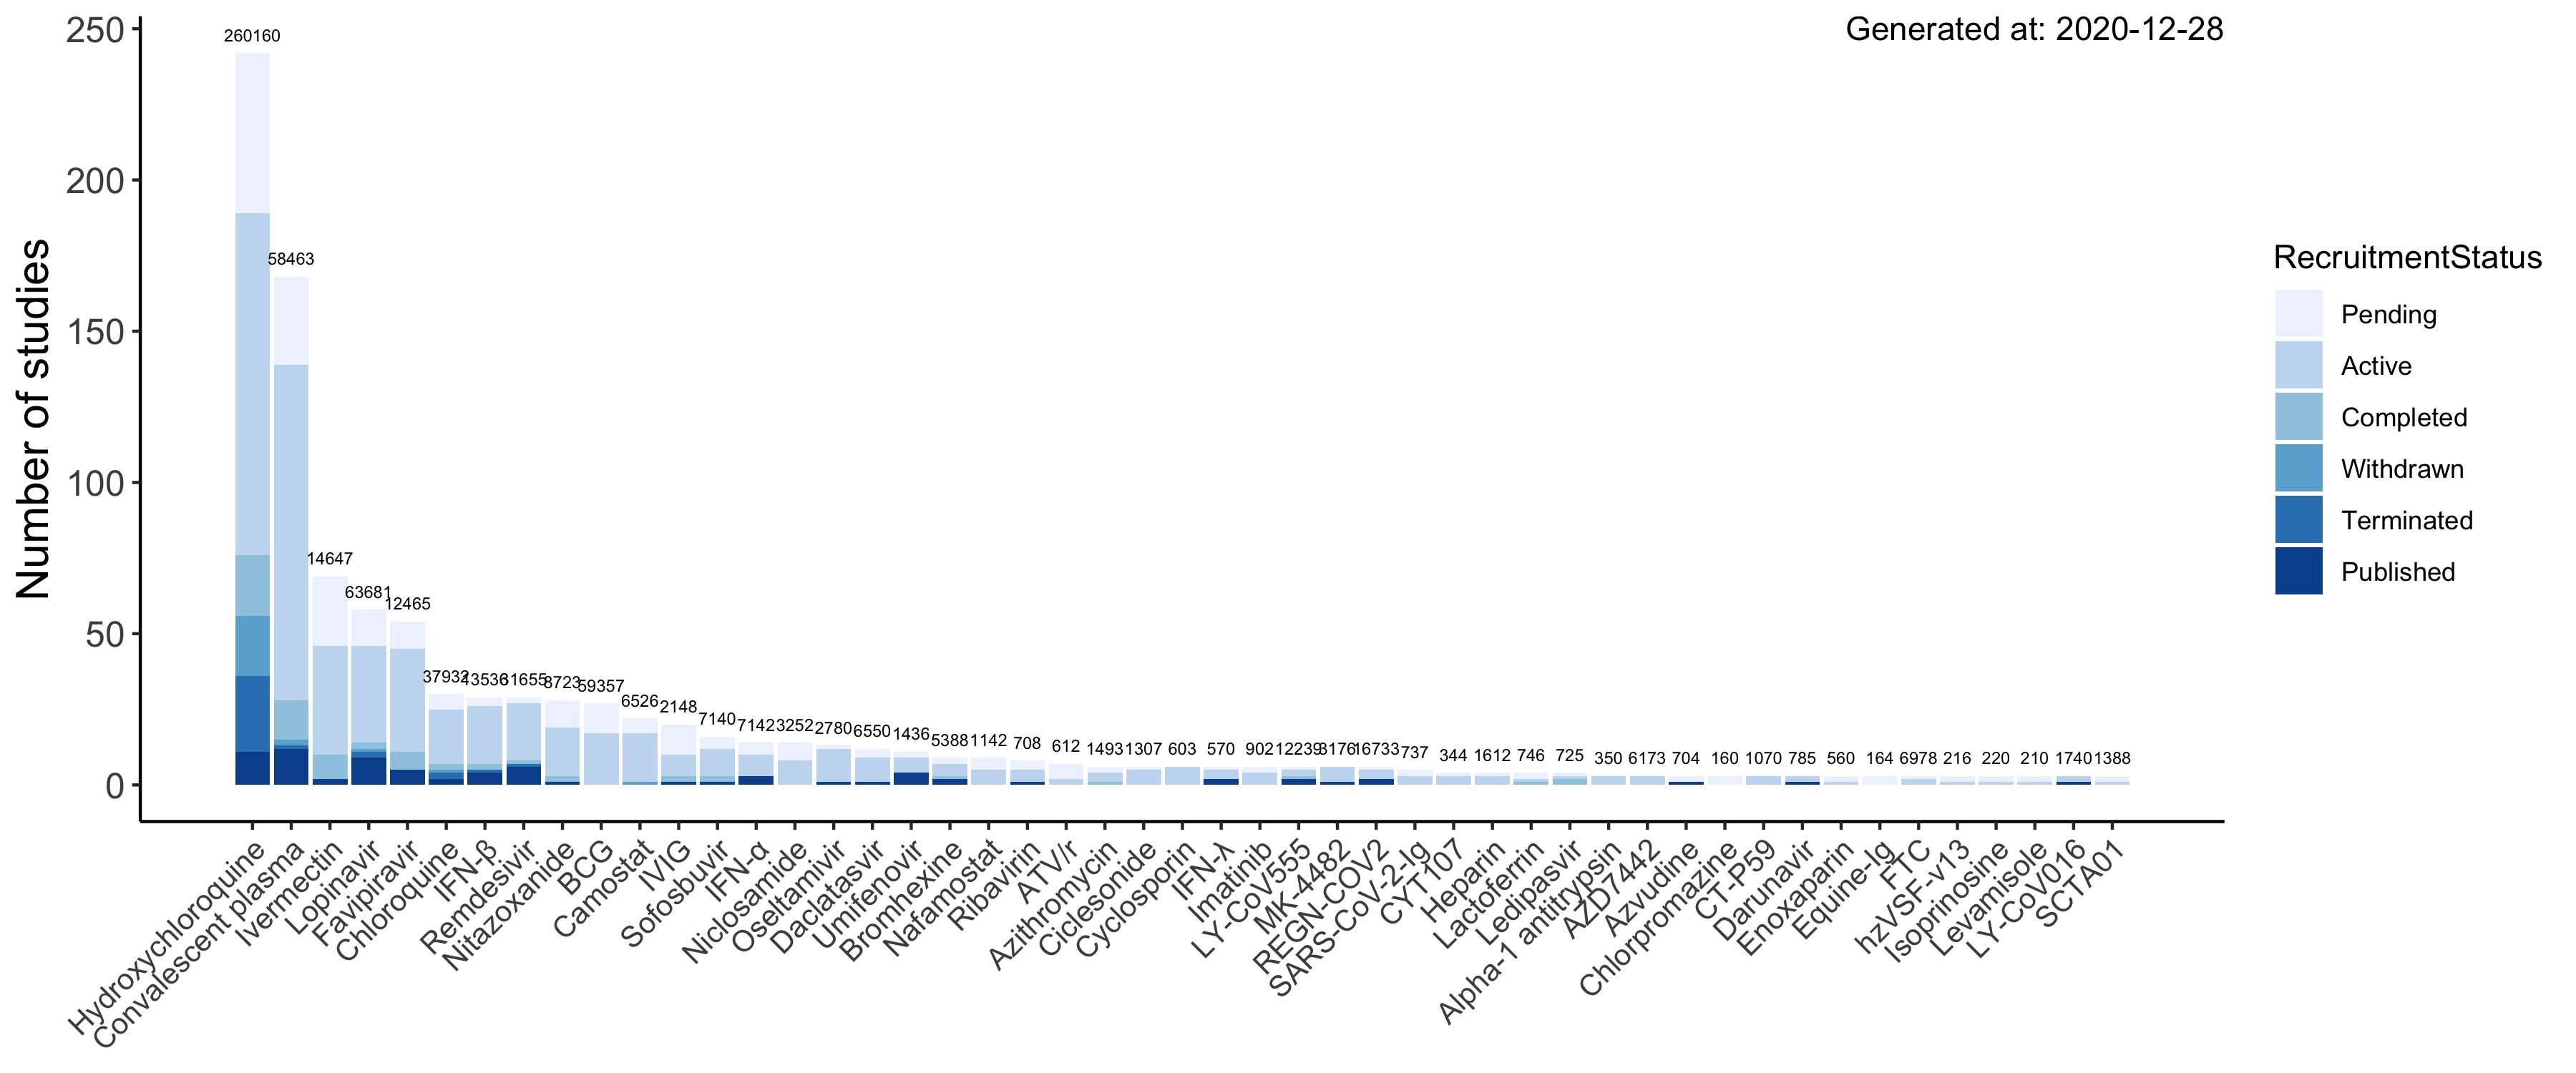 Generated at: 2020-12-28
Number of studies
250
200
150
100
50
0
260160
58463
14647
63681
12465
37932
8723
59357
6526
2148
7140
7142
3252
2780
6550
1436
5388
1142
708
612
1493
1307
603
570
902
12239
16733
737
344
1612
746
725
350
6173
704
160
1070
785
560
164
6978
216
220
210
1740
1388
Hydroxychloroquine
Convalescent plasma
Ivermectin
Lopinavir
Favipiravir
Chloroquine
IFN-β
Remdesivir
Nitazoxanide
BCG
Camostat
IVIG
Sofosbuvir
IFN-α
Niclosamide
Oseltamivir
Daclatasvir
Umifenovir
Bromhexine
Nafamostat
Ribavirin
ATV/r
Azithromycin
Ciclesonide
Cyclosporin
IFN-λ
Imatinib
LY-CoV555
MK-4482
REGN-COV2
SARS-CoV-2-Ig
CYT107
Heparin
Lactoferrin
Ledipasvir
Alpha-1 antitrypsin
AZD7442
Azvudine
Chlorpromazine
CT-P59
Darunavir
Enoxaparin
Equine-Ig
FTC
hzVSF-v13
Isoprinosine
Levamisole
LY-CoV016
SCTA01
RecruitmentStatus
Pending
Active
Completed
Withdrawn
Terminated
Published